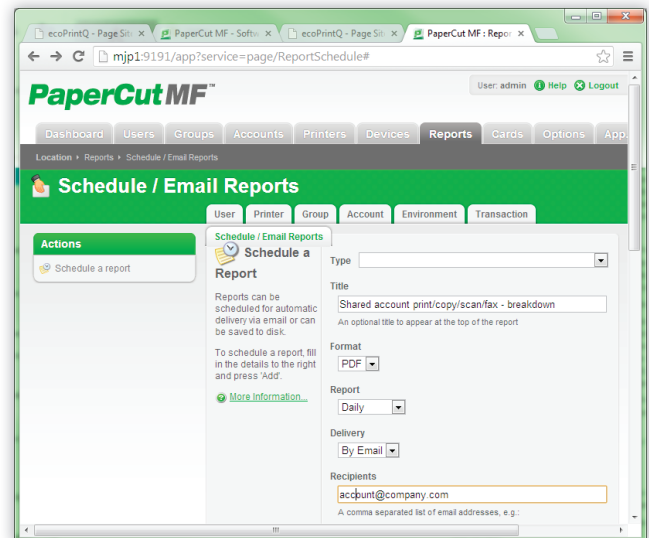 ecoPrintQ - Page Sit
PaperCut MF - Softw
ecoPrintQ - Page Sit
PaperCut MF : Repor
mjp1:9191/app?service=page/ReportSchedule#
PaperCutMF™
User: admin Help Logout
Dashboard Users Groups Accounts Printers Devices Reports Cards Options App.
Location Reports Schedule / Email Reports
Schedule / Email Reports
User Printer Group Account Environment Transaction
Schedule / Email Reports
Actions
Schedule a report
Schedule a
Report
Reports can be
scheduled for automatic
delivery via email or can
be saved to disk.
To schedule a report, fill
in the details to the right
and press 'Add'.
More Information...
Type
Title
Shared account print/copy/scan/fax - breakdown
An optional title to appear at the top of the report
Format
PDF
Report
Daily
Delivery
By Email
Recipients
account@company.com
A comma separated list of email addresses, e.g.: